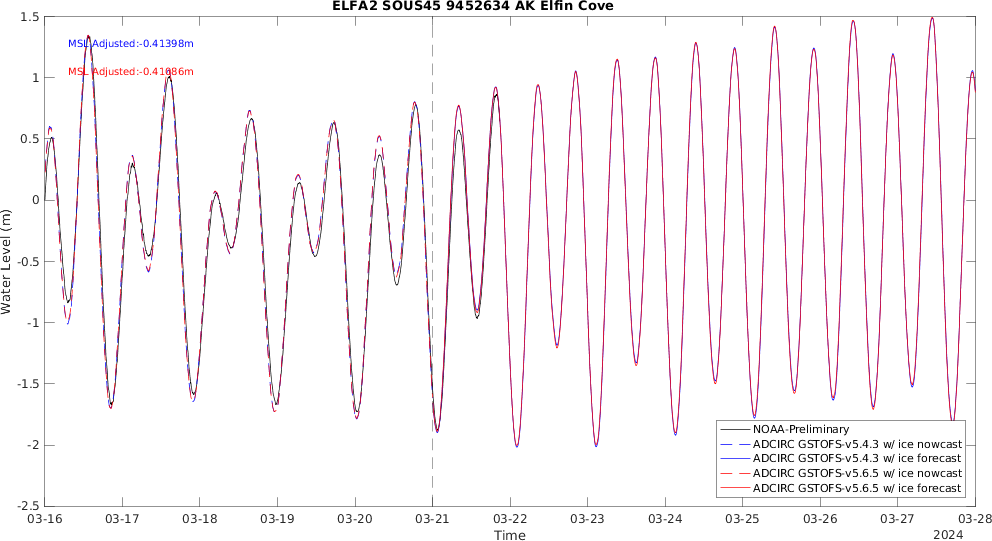 ELFA2 SOUS45 9452634 AK Elfin Cove
MSL Adjusted:-0.41398m
MSL Adjusted:-0.41686m
Water Level (m)
1.5
1
0.5
0
-0.5
-1
-1.5
-2
-2.5
NOAA-Preliminary
ADCIRC GSTOFS-v5.4.3 w/ ice nowcast
ADCIRC GSTOFS-v5.4.3 w/ ice forecast
ADCIRC GSTOFS-v5.6.5 w/ ice nowcast
ADCIRC GSTOFS-v5.6.5 w/ ice forecast
03-16 03-17 03-18 03-19 03-20 03-21 03-22 03-23 03-24 03-25 03-26 03-27 03-28
Time
2024